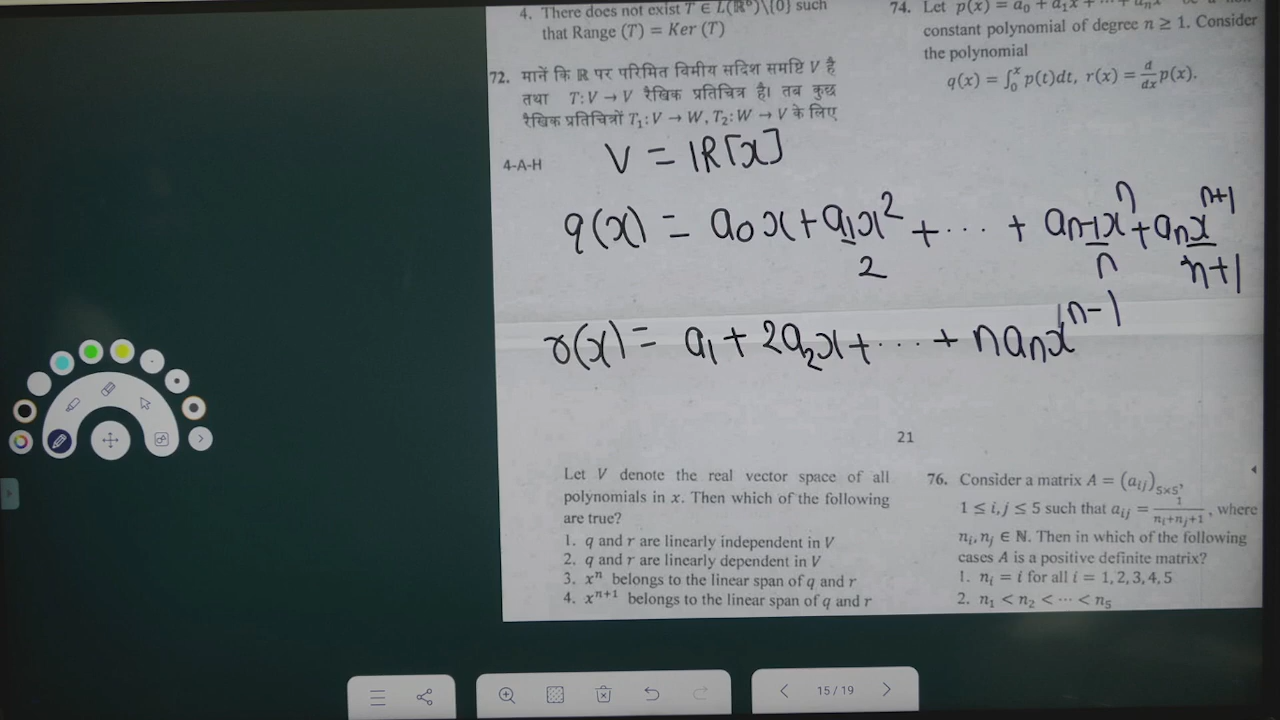 4. There does not exist T ∈ L(ℝ⁶)\{0} such
that Range (T) = Ker (T)
72. मानें कि ℝ पर परिमित विमीय सदिश समष्टि V है
तथा T: V → V रैखिक प्रतिचित्र है। तब कुछ
रैखिक प्रतिचित्रों T₁: V → W, T₂: W → V के लिए
74. Let p(x) = a₀ + a₁x + ⋯ + aₙxⁿ be a non
constant polynomial of degree n ≥ 1. Consider
the polynomial
q(x) = ∫₀ˣ p(t)dt, r(x) = d/dx p(x).
4-A-H
V = IR[x]
q(x) = a₀x + a₁x²/2 + ⋯ + aₙ₋₁xⁿ/n + aₙxⁿ⁺¹/n+1
r(x) = a₁ + 2a₂x + ⋯ + naₙxⁿ⁻¹
21
Let V denote the real vector space of all
polynomials in x. Then which of the following
are true?
1. q and r are linearly independent in V
2. q and r are linearly dependent in V
3. xⁿ belongs to the linear span of q and r
4. xⁿ⁺¹ belongs to the linear span of q and r
76. Consider a matrix A = (aᵢⱼ)₅ₓ₅,
1 ≤ i, j ≤ 5 such that aᵢⱼ = 1/(nᵢ+nⱼ+1), where
nᵢ, nⱼ ∈ ℕ. Then in which of the following
cases A is a positive definite matrix?
1. nᵢ = i for all i = 1, 2, 3, 4, 5
2. n₁ < n₂ < ⋯ < n₅
15/19